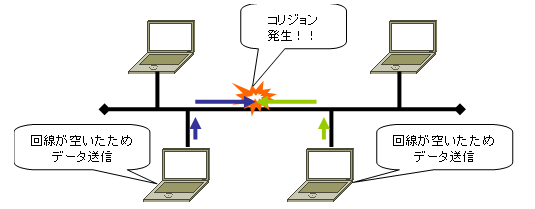 コリジョン
発生！！
回線が空いたため
データ送信
回線が空いたため
データ送信